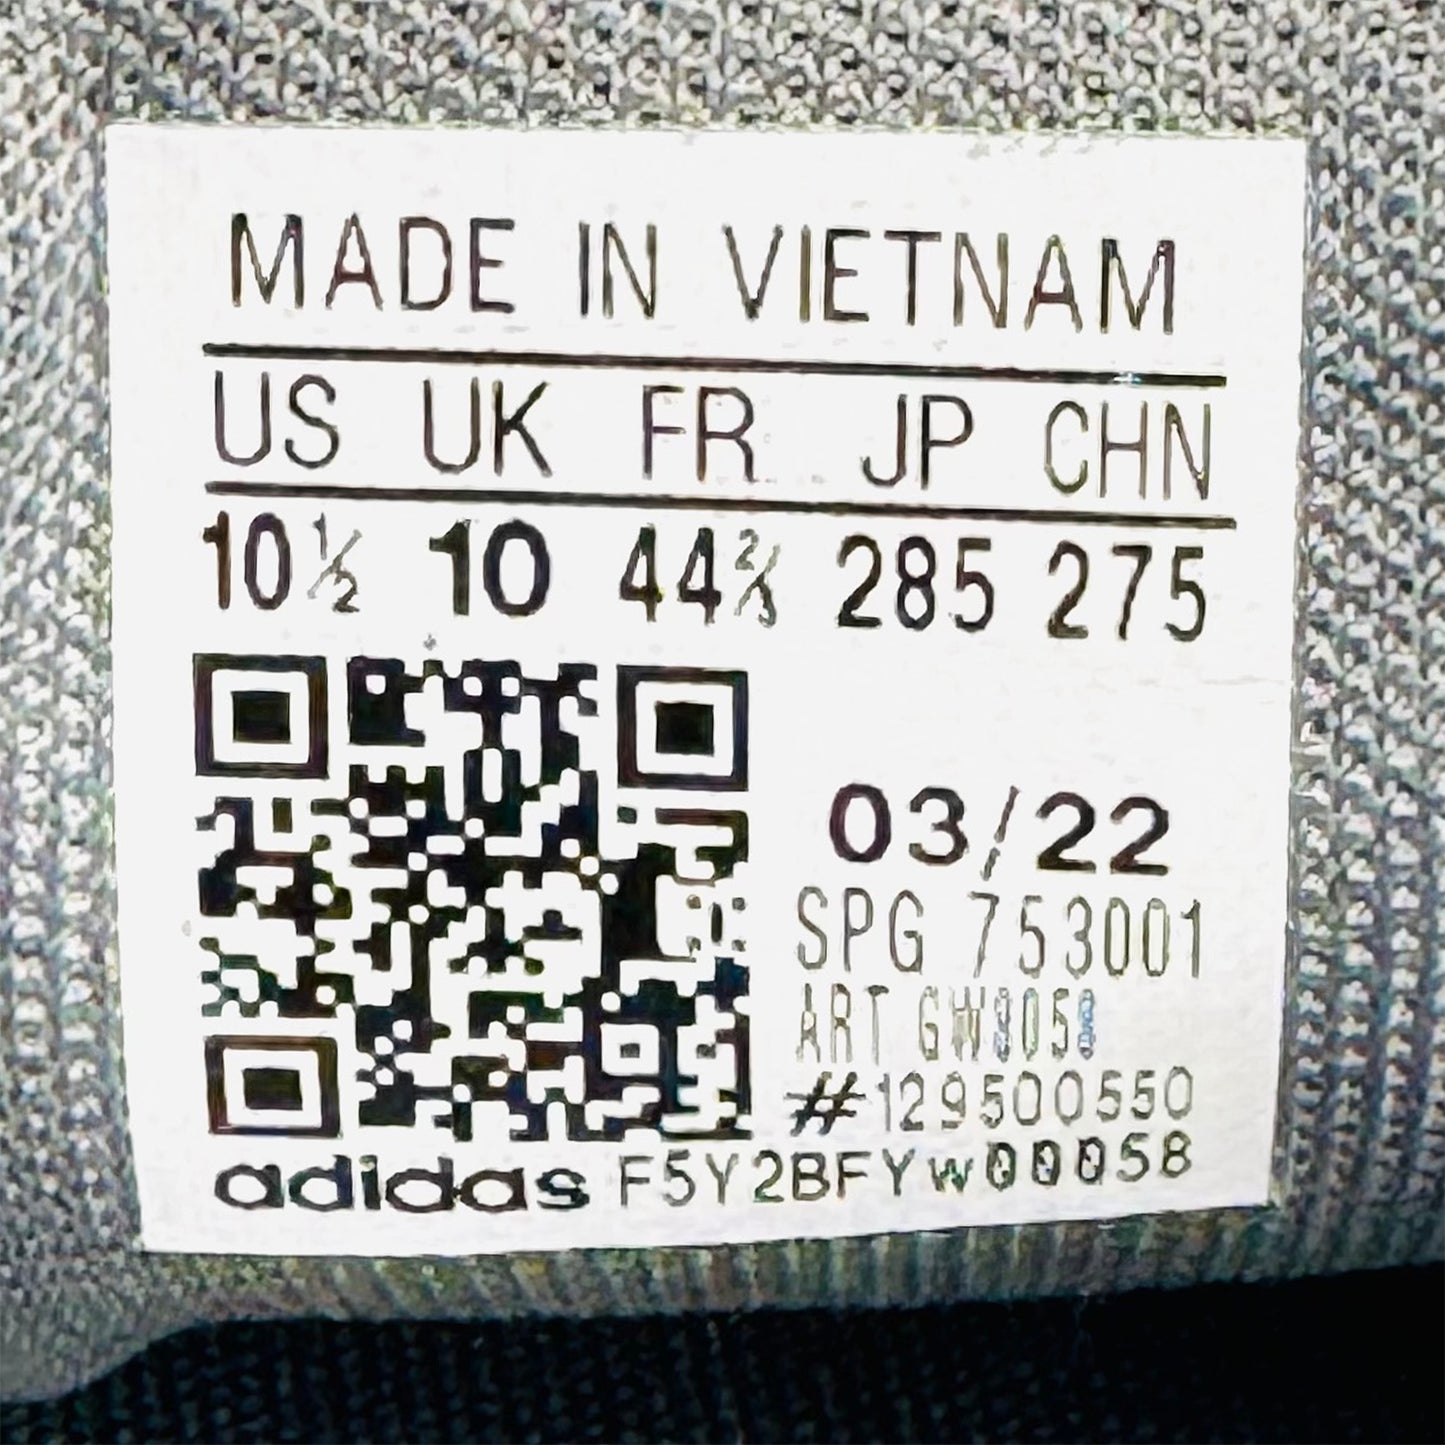 MADE IN VIETNAM
US UK FR JP CHN
10½ 10 44⅔ 285 275
03/22
SPG 753001
ART
#129500550
adidas F5Y2BFYW00058